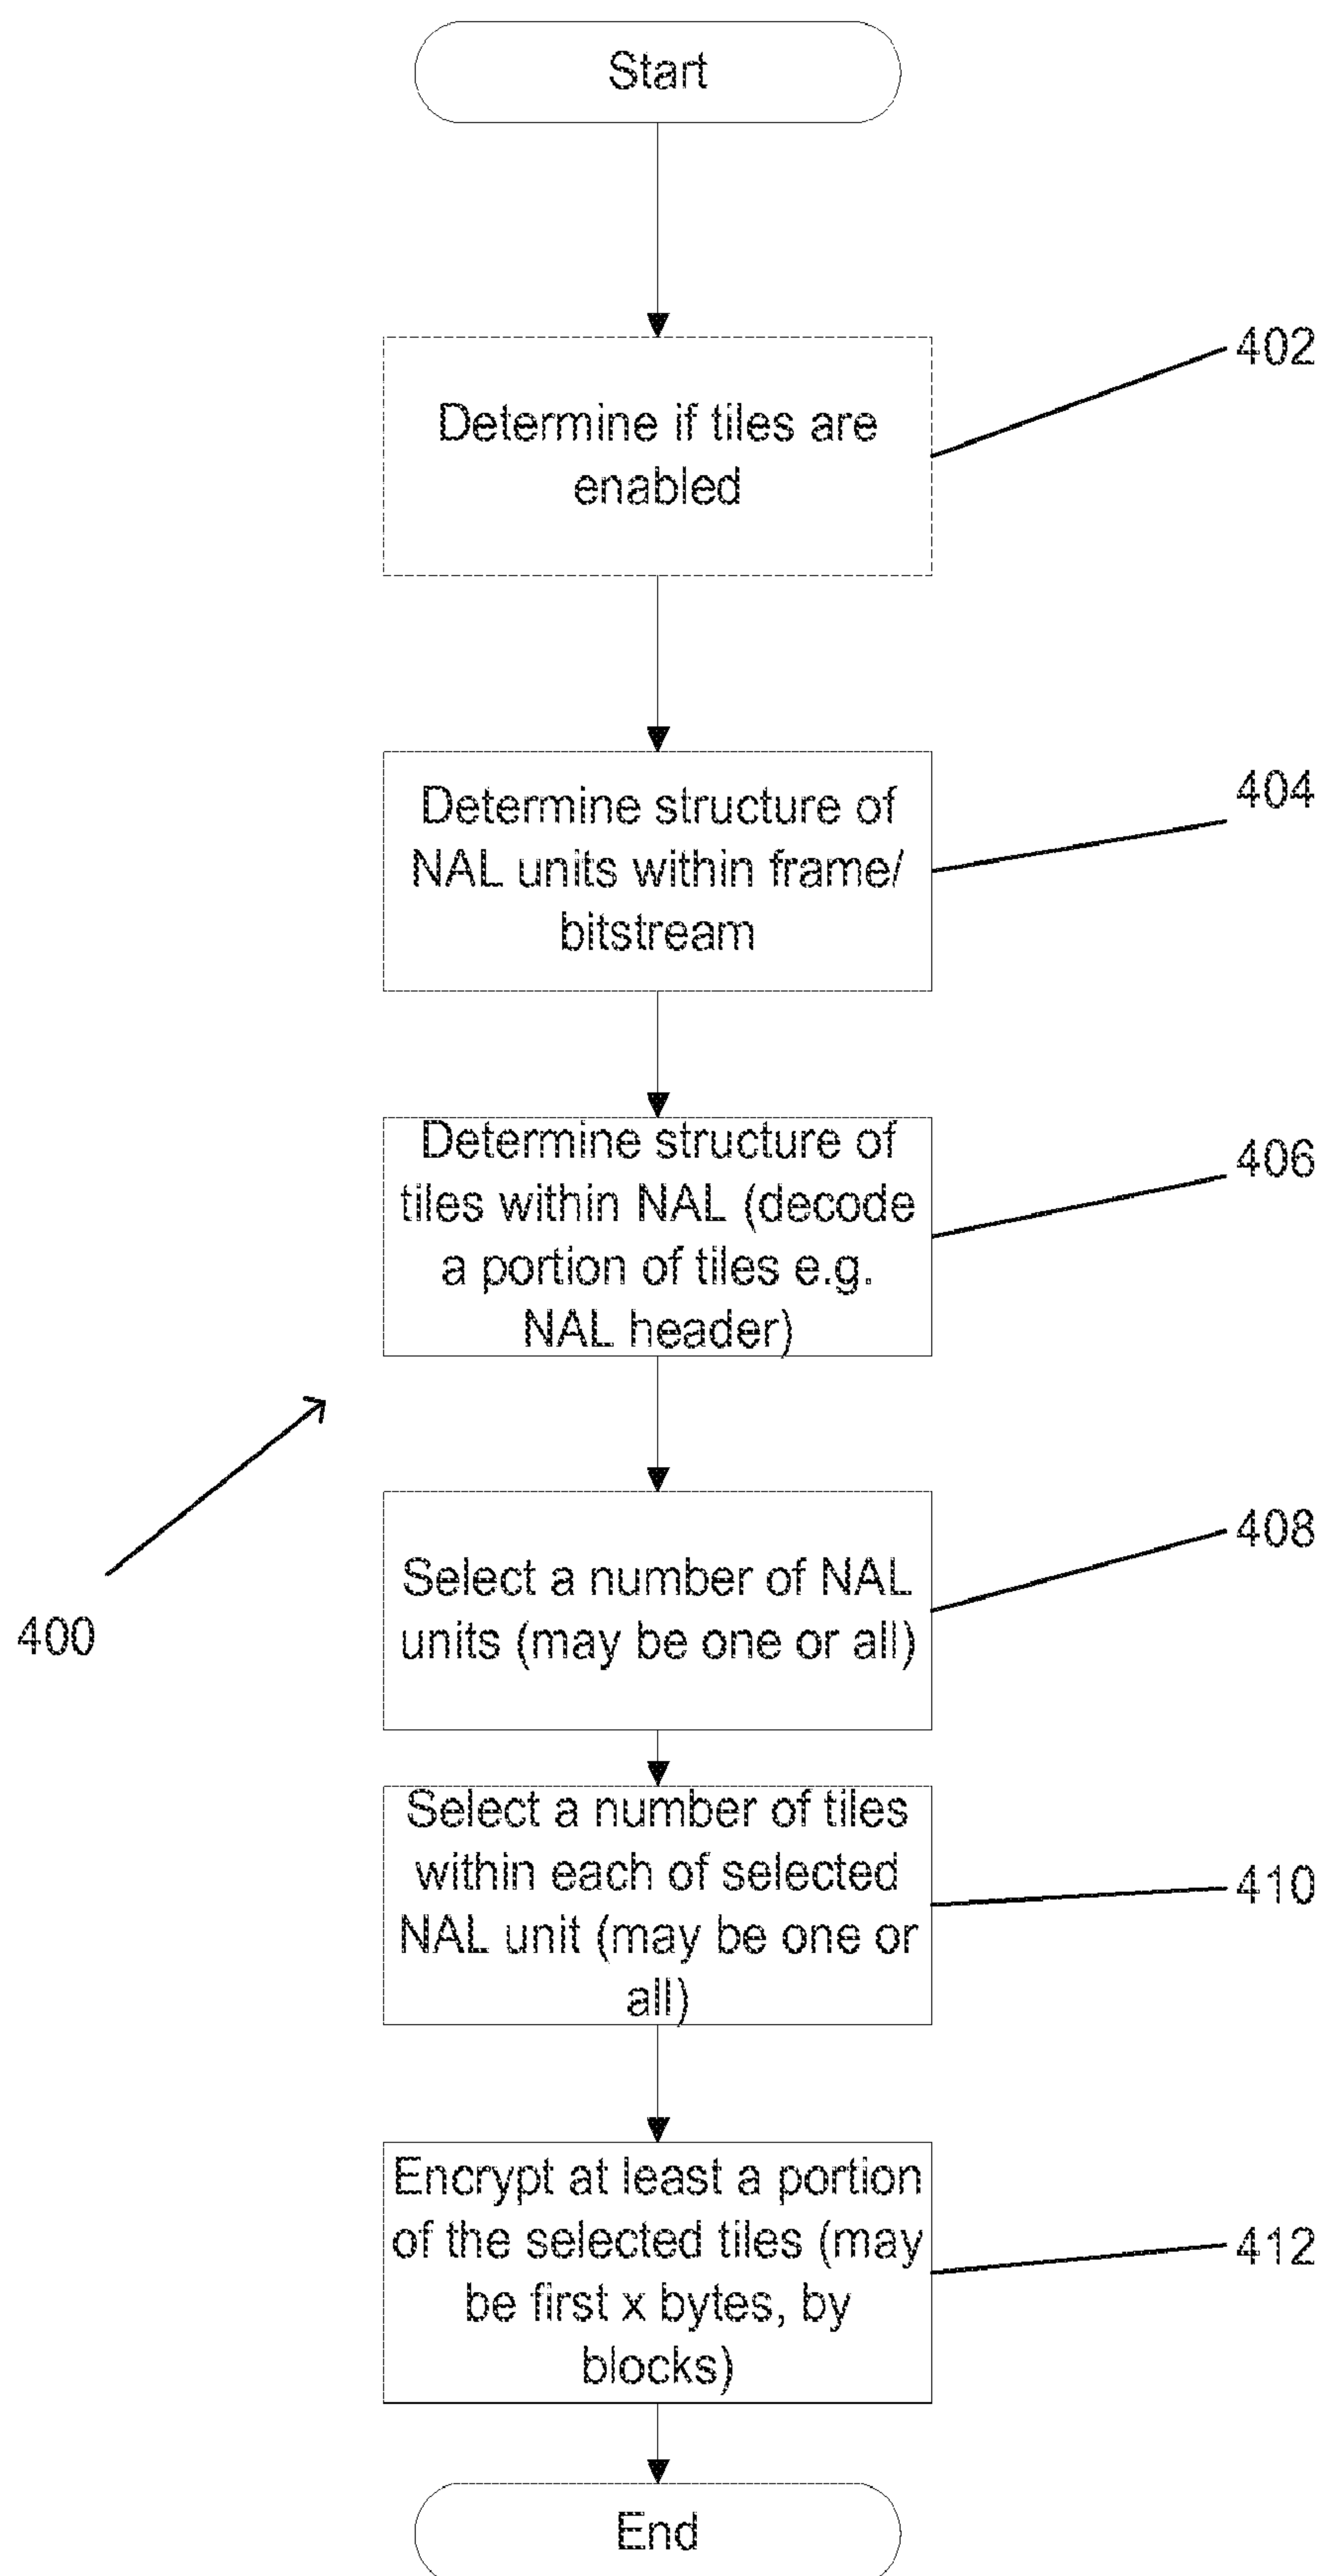 Start
402
Determine if tiles are
enabled
404
Determine structure of
NAL units within frame/
bitstream
406
Determine structure of
tiles within NAL (decode
a portion of tiles e.g.
NAL header)
408
Select a number of NAL
units (may be one or all)
400
410
Select a number of tiles
within each of selected
NAL unit (may be one or
all)
412
Encrypt at least a portion
of the selected tiles (may
be first x bytes, by
blocks)
End